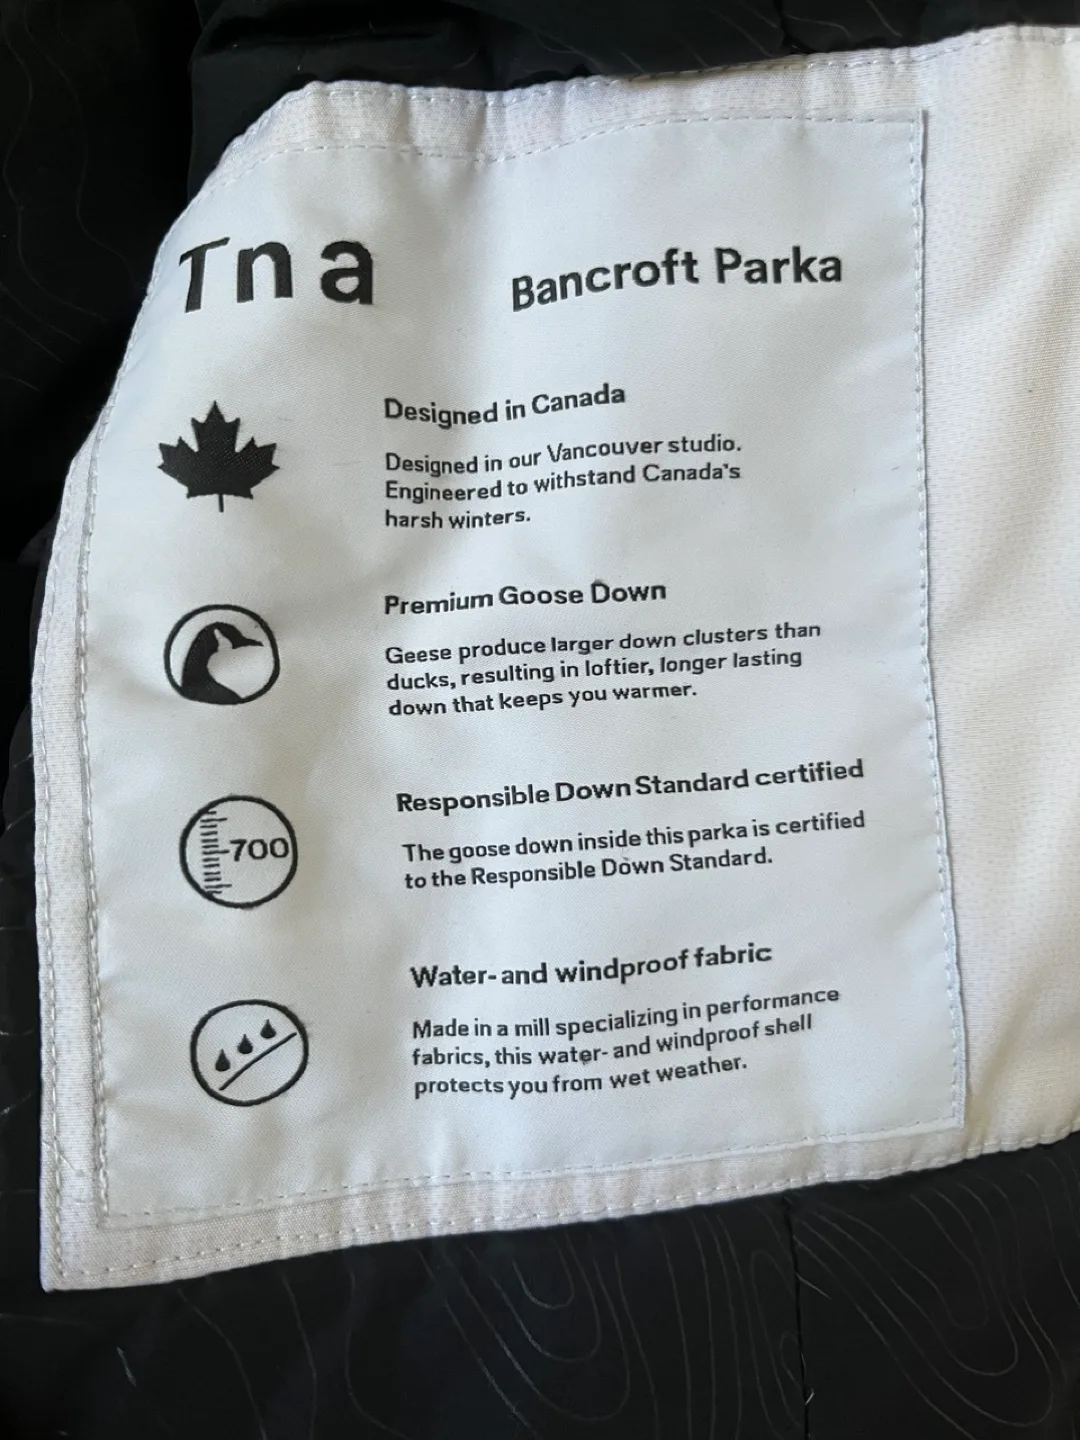 Tna
Bancroft Parka
Designed in Canada
Designed in our Vancouver studio.
Engineered to withstand Canada's
harsh winters.
Premium Goose Down
Geese produce larger down clusters than
ducks, resulting in loftier, longer lasting
down that keeps you warmer.
700
Responsible Down Standard certified
The goose down inside this parka is certified
to the Responsible Down Standard.
Water- and windproof fabric
Made in a mill specializing in performance
fabrics, this water- and windproof shell
protects you from wet weather.